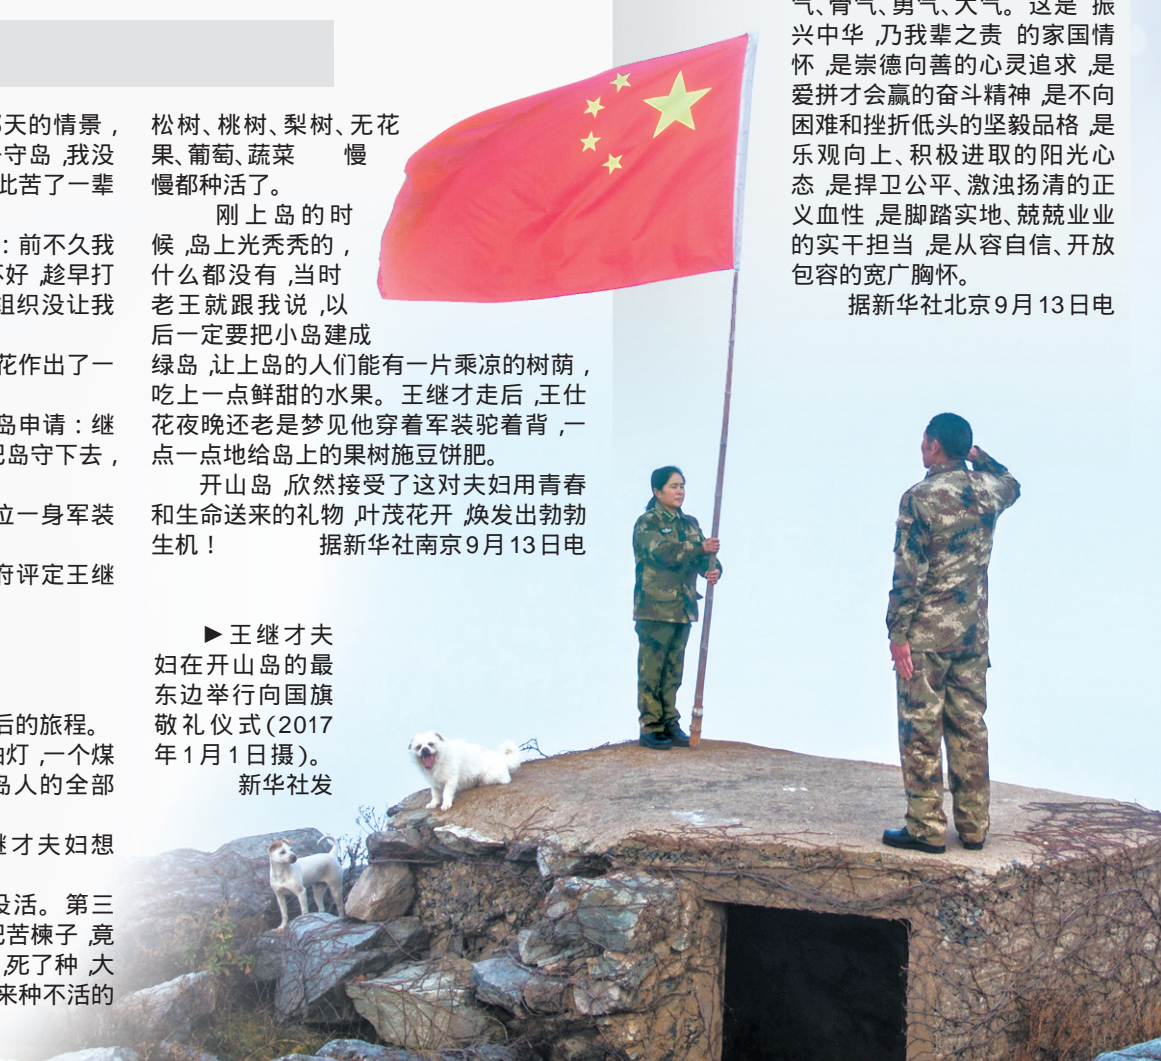 天的情景，
守岛，我没
此苦了一辈
：前不久我
不好，趁早打
组织没让我
花作出了一
岛申请：继
把岛守下去，
位一身军装
府评定王继
后的旅程。
油灯，一个煤
岛人的全部
继才夫妇想
没活。第三
把苦楝子，竟
，死了种，大
来种不活的
松树、桃树、梨树、无花
果、葡萄、蔬菜 慢
慢都种活了。
刚上岛的时
候，岛上光秃秃的，
什么都没有，当时
老王就跟我说，以
后一定要把小岛建成
绿岛，让上岛的人们能有一片乘凉的树荫，
吃上一点鲜甜的水果。王继才走后，王仕
花夜晚还老是梦见他穿着军装驼着背，一
点一点地给岛上的果树施豆饼肥。
开山岛，欣然接受了这对夫妇用青春
和生命送来的礼物，叶茂花开，焕发出勃勃
生机！ 据新华社南京9月13日电
▶王继才夫
妇在开山岛的最
东边举行向国旗
敬礼仪式（2017
年1月1日摄）。
新华社发
气、骨气、勇气、大气。这是 振
兴中华，乃我辈之责 的家国情
怀，是崇德向善的心灵追求，是
爱拼才会赢的奋斗精神，是不向
困难和挫折低头的坚毅品格，是
乐观向上、积极进取的阳光心
态，是捍卫公平、激浊扬清的正
义血性，是脚踏实地、兢兢业业
的实干担当，是从容自信、开放
包容的宽广胸怀。
据新华社北京9月13日电